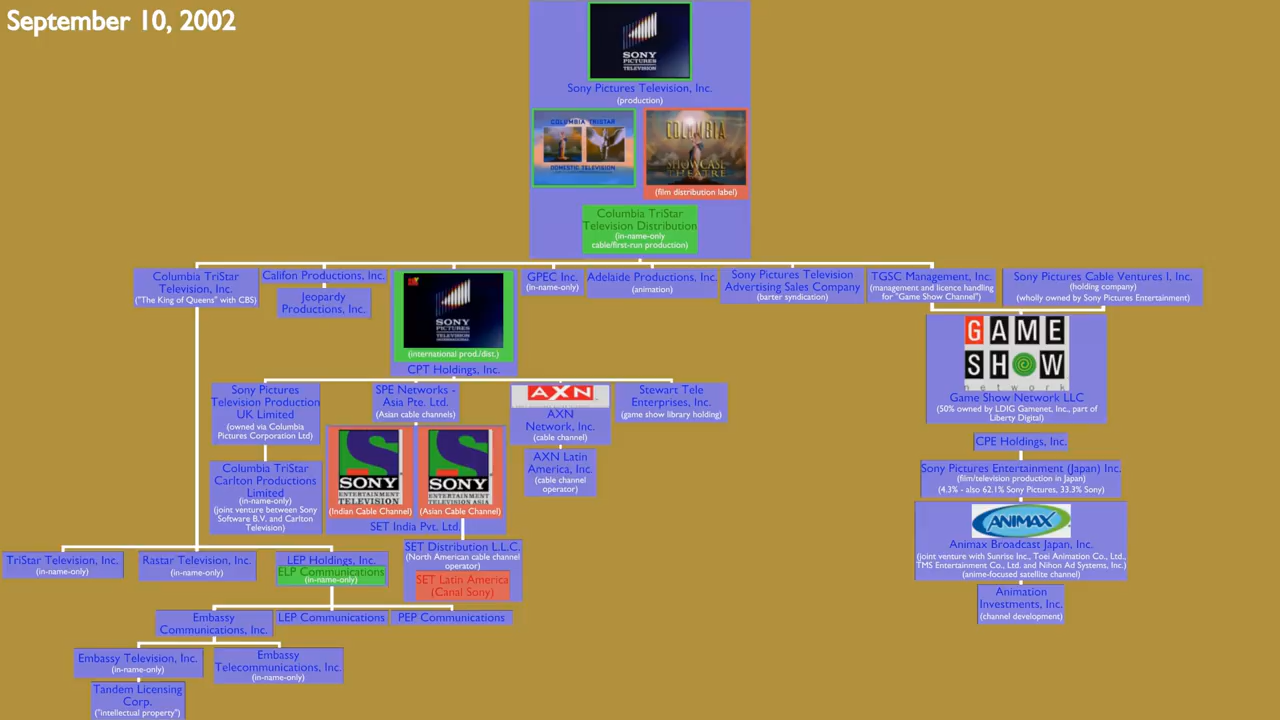 September 10, 2002
SONY
PICTURES
TELEVISION
Sony Pictures Television, Inc.
(production)
COLUMBIA TRISTAR
DOMESTIC TELEVISION
COLUMBIA
SHOWCASE
THEATRE
(film distribution label)
Columbia TriStar
Television Distribution
(in-name-only
cable/first-run production)
Columbia TriStar
Television, Inc.
("The King of Queens" with CBS)
Califon Productions, Inc.
Jeopardy
Productions, Inc.
SONY
PICTURES
TELEVISION
INTERNATIONAL
(international prod./dist.)
CPT Holdings, Inc.
GPEC Inc.
(in-name-only)
Adelaide Productions, Inc.
(animation)
Sony Pictures Television
Advertising Sales Company
(barter syndication)
TGSC Management, Inc.
(management and licence handling
for "Game Show Channel")
Sony Pictures Cable Ventures I, Inc.
(holding company)
(wholly owned by Sony Pictures Entertainment)
GAME
SHOW
network
Game Show Network LLC
(50% owned by LDIG Gamenet, Inc., part of
Liberty Digital)
Sony Pictures
Television Production
UK Limited
(owned via Columbia
Pictures Corporation Ltd)
SPE Networks -
Asia Pte. Ltd.
(Asian cable channels)
AXN
AXN
Network, Inc.
(cable channel)
Stewart Tele
Enterprises, Inc.
(game show library holding)
AXN Latin
America, Inc.
(cable channel
operator)
Columbia TriStar
Carlton Productions
Limited
(in-name-only)
(joint venture between Sony
Software B.V. and Carlton
Television)
SONY
ENTERTAINMENT
TELEVISION
(Indian Cable Channel)
SONY
ENTERTAINMENT
TELEVISION ASIA
(Asian Cable Channel)
SET India Pvt. Ltd.
CPE Holdings, Inc.
Sony Pictures Entertainment (Japan) Inc.
(film/television production in Japan)
(4.3% - also 62.1% Sony Pictures, 33.3% Sony)
ANIMAX
Animax Broadcast Japan, Inc.
(joint venture with Sunrise Inc., Toei Animation Co., Ltd.,
TMS Entertainment Co., Ltd. and Nihon Ad Systems, Inc.)
(anime-focused satellite channel)
Animation
Investments, Inc.
(channel development)
SET Distribution L.L.C.
(North American cable channel
operator)
SET Latin America
(Canal Sony)
TriStar Television, Inc.
(in-name-only)
Rastar Television, Inc.
(in-name-only)
LEP Holdings, Inc.
ELP Communications
(in-name-only)
Embassy
Communications, Inc.
LEP Communications
PEP Communications
Embassy Television, Inc.
(in-name-only)
Embassy
Telecommunications, Inc.
(in-name-only)
Tandem Licensing
Corp.
("intellectual property")